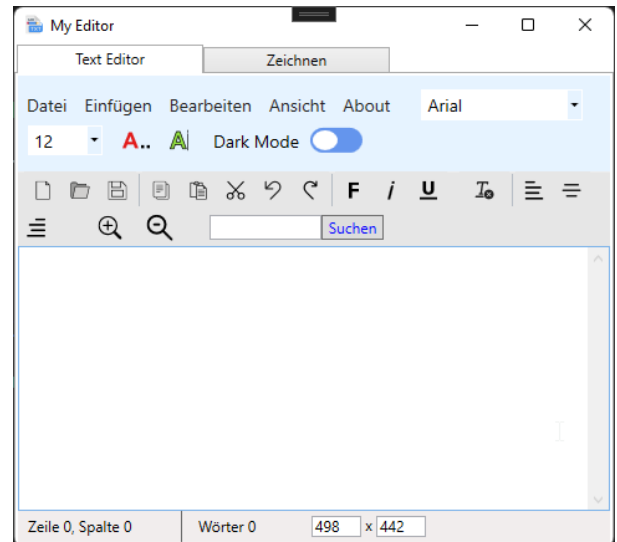 My Editor
Text Editor Zeichnen
Datei Einfügen Bearbeiten Ansicht About Arial
12 A.. A Dark Mode
F i U
Suchen
Zeile 0, Spalte 0 Wörter 0 498 x 442